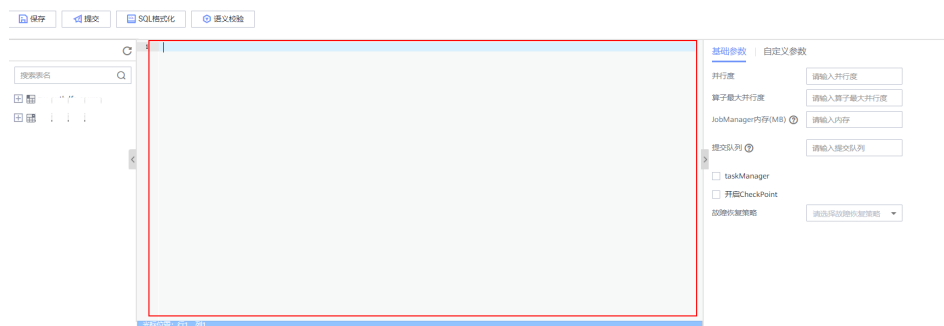 保存 提交 SQL格式化 语义校验
搜索表名
基础参数 自定义参数
并行度 请输入并行度
算子最大并行度 请输入算子最大并行度
JobManager内存(MB) 请输入内存
提交队列 请输入提交队列
taskManager
开启CheckPoint
故障恢复策略 请选择故障恢复策略